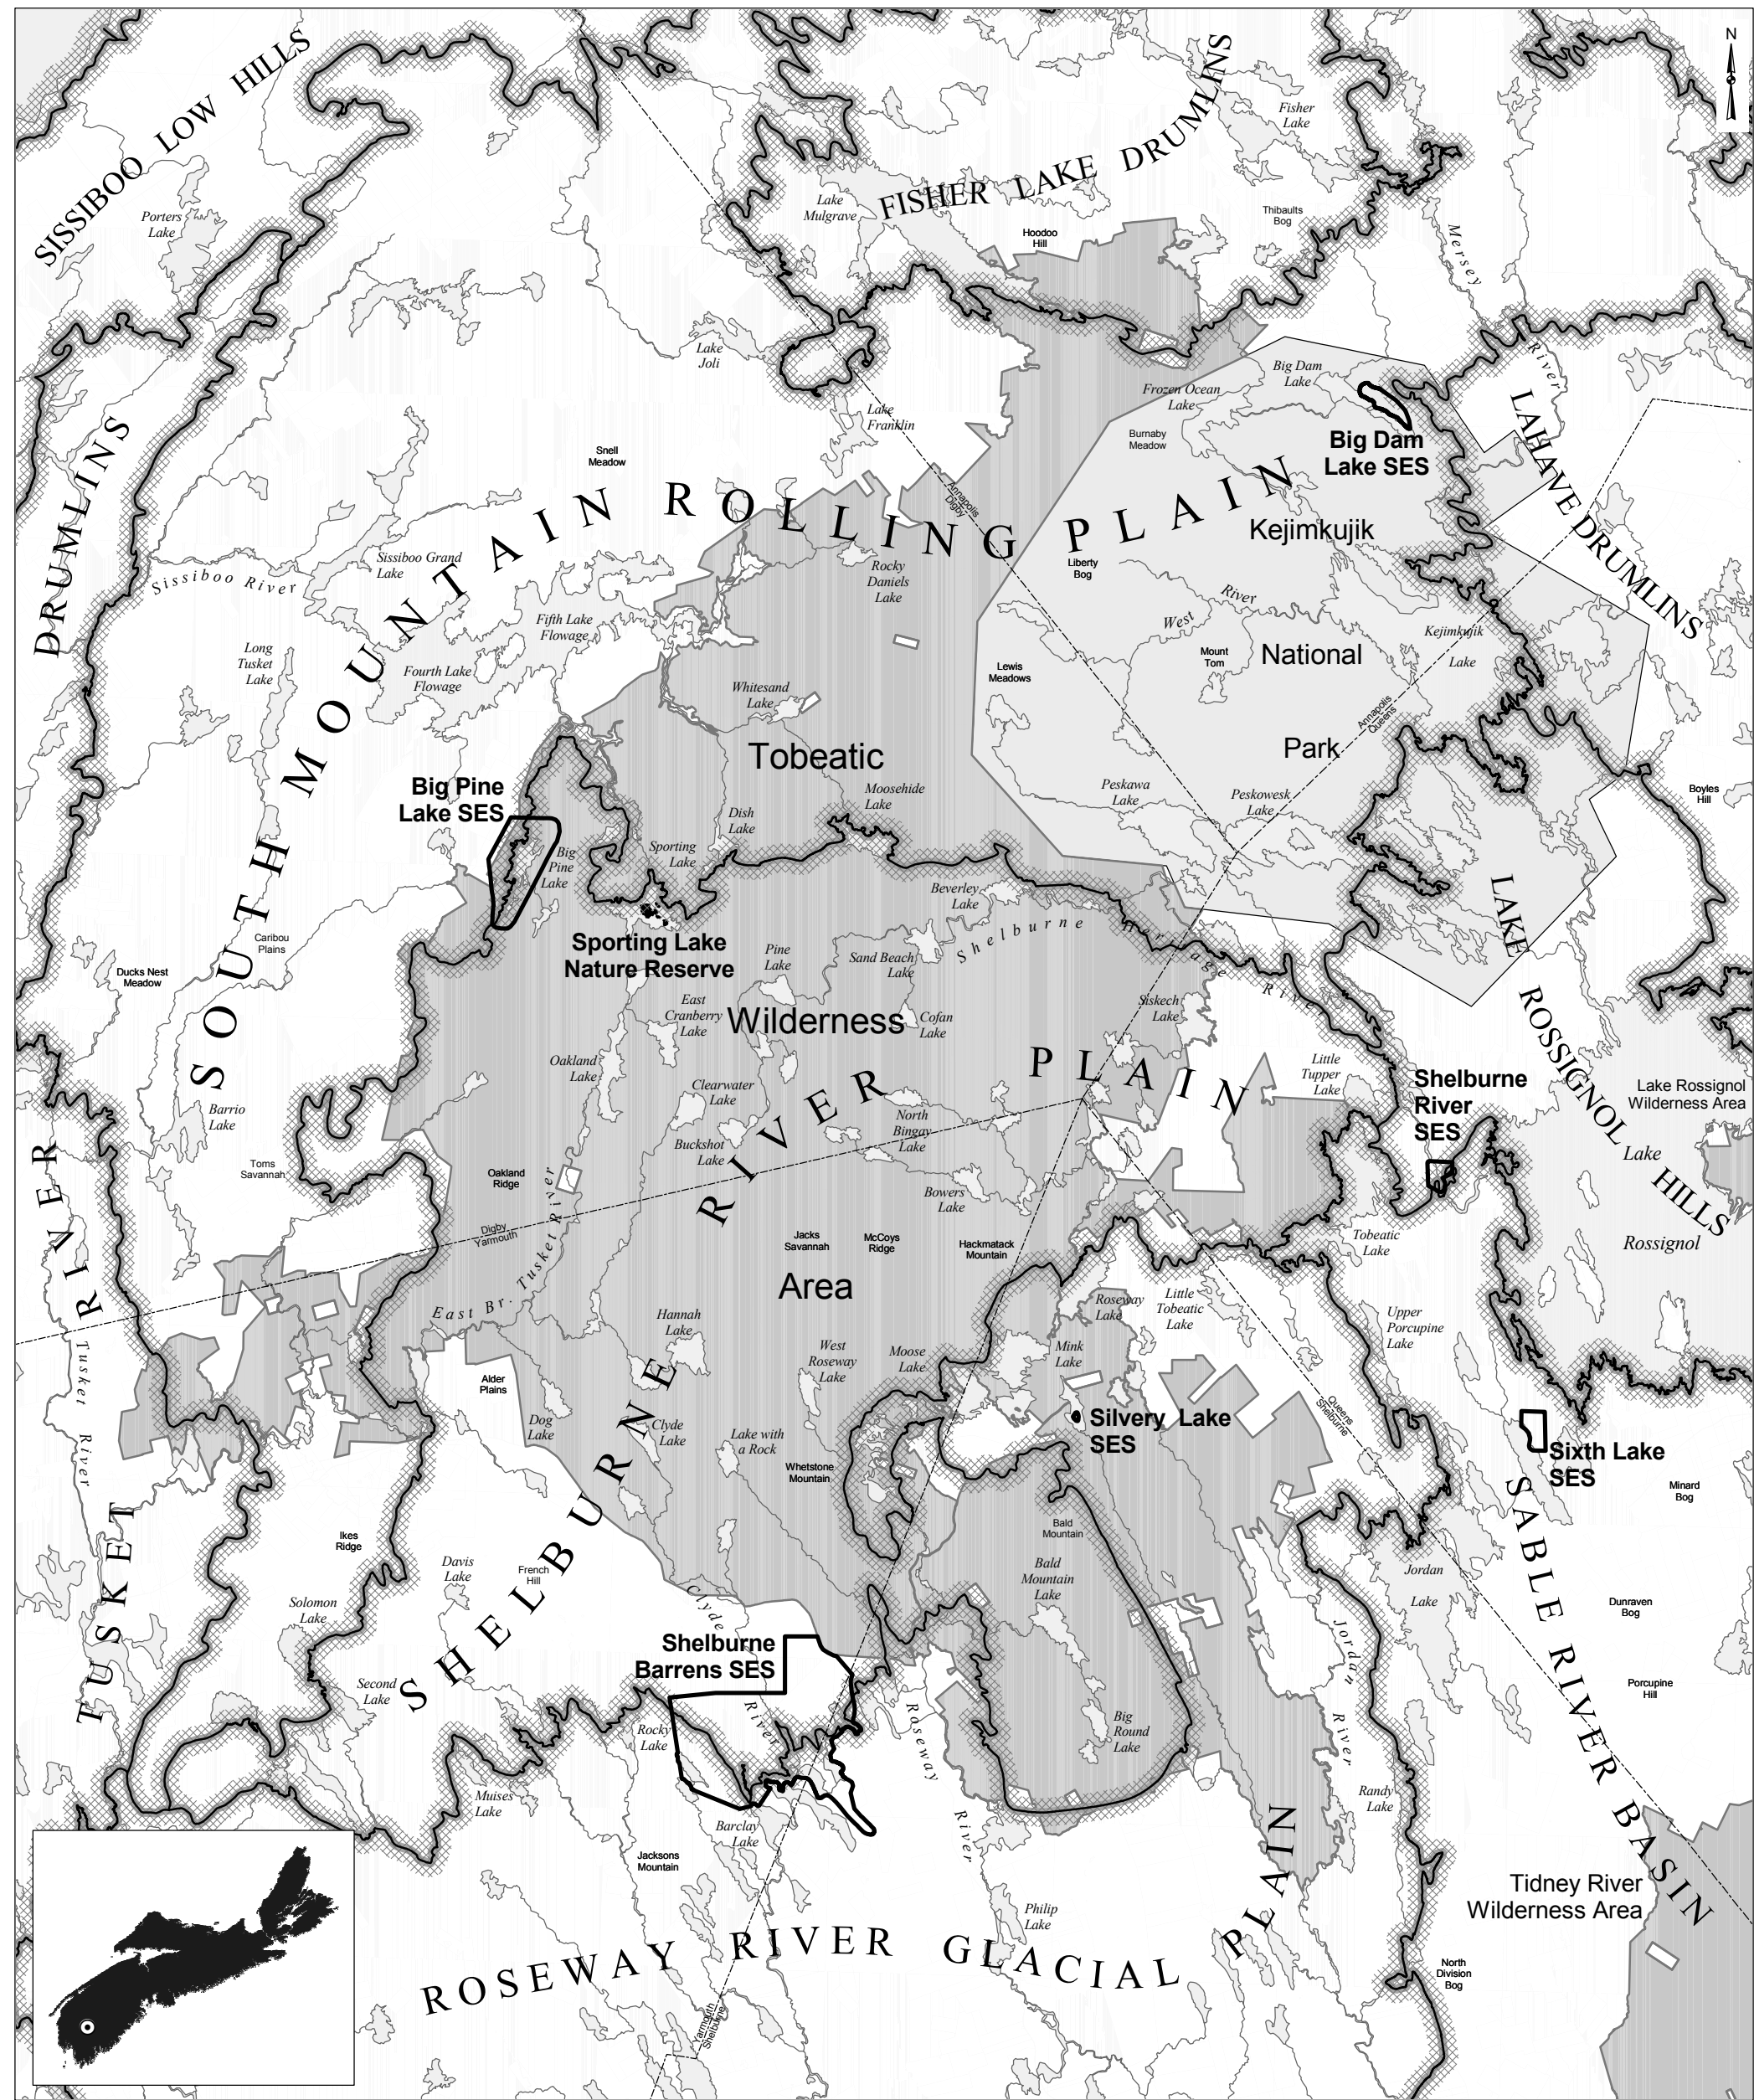 N
SISSIBOO LOW HILLS
FISHER LAKE DRUMLINS
Fisher
Lake
Porters
Lake
Lake
Mulgrave
Thibaults
Bog
Hoodoo
Hill
Mersey
River
Lake
Joli
Big Dam
Lake
Frozen Ocean
Lake
Lake
Franklin
Burnaby
Meadow
Big Dam
Lake SES
LAHAVE DRUMLINS
DRUMLINS
Snell
Meadow
SOUTH MOUNTAIN ROLLING PLAIN
Annapolis
Digby
Kejimkujik
National
Park
Sissiboo Grand
Lake
Sissiboo River
Rocky
Daniels
Lake
Liberty
Bog
West River
Fifth Lake
Flowage
Kejimkujik
Lake
Long
Tusket
Lake
Fourth Lake
Flowage
Mount
Tom
Lewis
Meadows
Whitesand
Lake
Annapolis
Queens
Tobeatic
Wilderness
Area
Big Pine
Lake SES
Moosehide
Lake
Peskawa
Lake
Peskowesk
Lake
Boyles
Hill
Dish
Lake
Big
Pine
Lake
Sporting
Lake
Beverley
Lake
Shelburne Heritage River
LAKE ROSSIGNOL HILLS
Caribou
Plains
Sporting Lake
Nature Reserve
Pine
Lake
Sand Beach
Lake
Ducks Nest
Meadow
East
Cranberry
Lake
Cofan
Lake
Siskech
Lake
Oakland
Lake
Little
Tupper
Lake
Shelburne
River
SES
Lake Rossignol
Wilderness Area
Clearwater
Lake
Barrio
Lake
North
Bingay
Lake
Buckshot
Lake
Lake
Rossignol
Toms
Savannah
Oakland
Ridge
Bowers
Lake
SHELBURNE RIVER PLAIN
Digby
Yarmouth
Jacks
Savannah
McCoys
Ridge
Hackmatack
Mountain
Tobeatic
Lake
East Br. Tusket River
TUSKET RIVER
Tusket River
Hannah
Lake
Roseway
Lake
Little
Tobeatic
Lake
Upper
Porcupine
Lake
West
Roseway
Lake
Moose
Lake
Mink
Lake
Alder
Plains
Dog
Lake
Clyde
Lake
Lake with
a Rock
Silvery Lake
SES
Queens
Shelburne
Sixth Lake
SES
Whetstone
Mountain
Minard
Bog
SABLE RIVER BASIN
Ikes
Ridge
Bald
Mountain
Davis
Lake
French
Hill
Bald
Mountain
Lake
Jordan
Lake
Solomon
Lake
Clyde
River
Dunraven
Bog
Jordan
River
Shelburne
Barrens SES
Second
Lake
Porcupine
Hill
Rocky
Lake
Roseway
River
Big
Round
Lake
Muises
Lake
Randy
Lake
Barclay
Lake
Jacksons
Mountain
Tidney River
Wilderness Area
Philip
Lake
ROSEWAY RIVER GLACIAL PLAIN
North
Division
Bog
Yarmouth
Shelburne